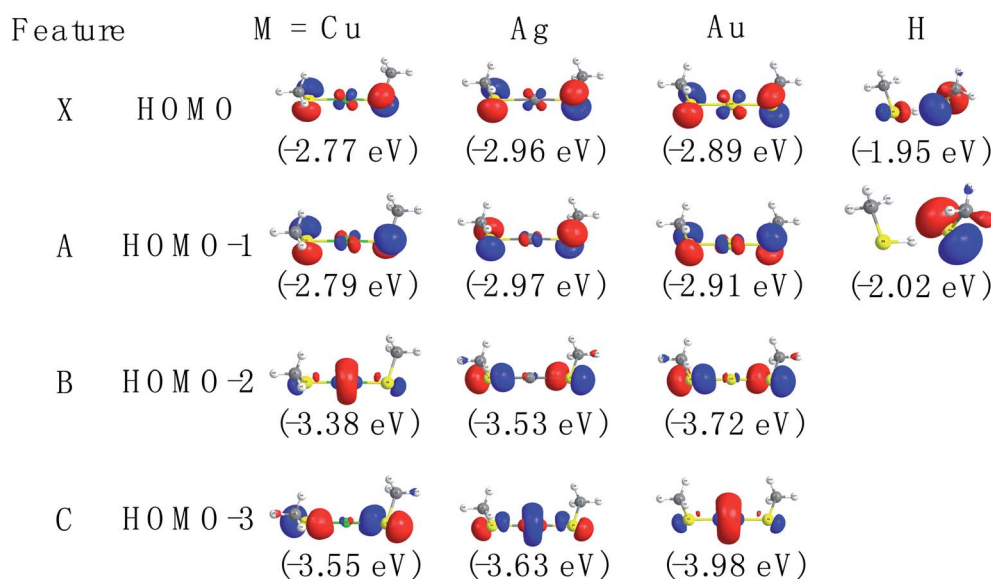 Feature M = Cu Ag Au H
X HOMO
(-2.77 eV) (-2.96 eV) (-2.89 eV) (-1.95 eV)
A HOMO-1
(-2.79 eV) (-2.97 eV) (-2.91 eV) (-2.02 eV)
B HOMO-2
(-3.38 eV) (-3.53 eV) (-3.72 eV)
C HOMO-3
(-3.55 eV) (-3.63 eV) (-3.98 eV)